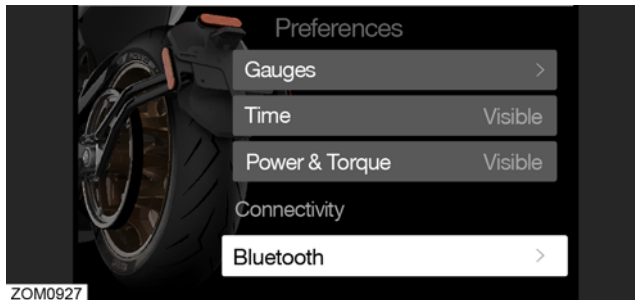 Preferences
Gauges >
Time Visible
Power & Torque Visible
Connectivity
Bluetooth >
ZOM0927